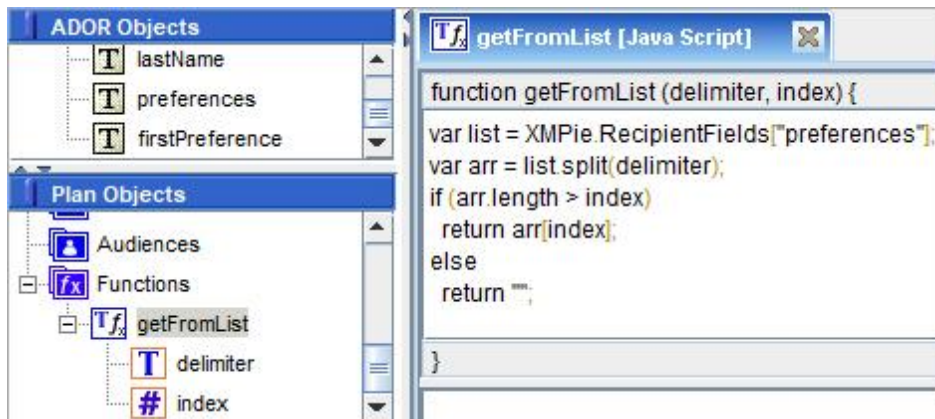 ADOR Objects
lastName
preferences
firstPreference
Plan Objects
Audiences
Functions
getFromList
delimiter
index
getFromList [Java Script]
function getFromList (delimiter, index) {
var list = XMPie.RecipientFields["preferences"];
var arr = list.split(delimiter);
if (arr.length > index)
return arr[index];
else
return "";
}